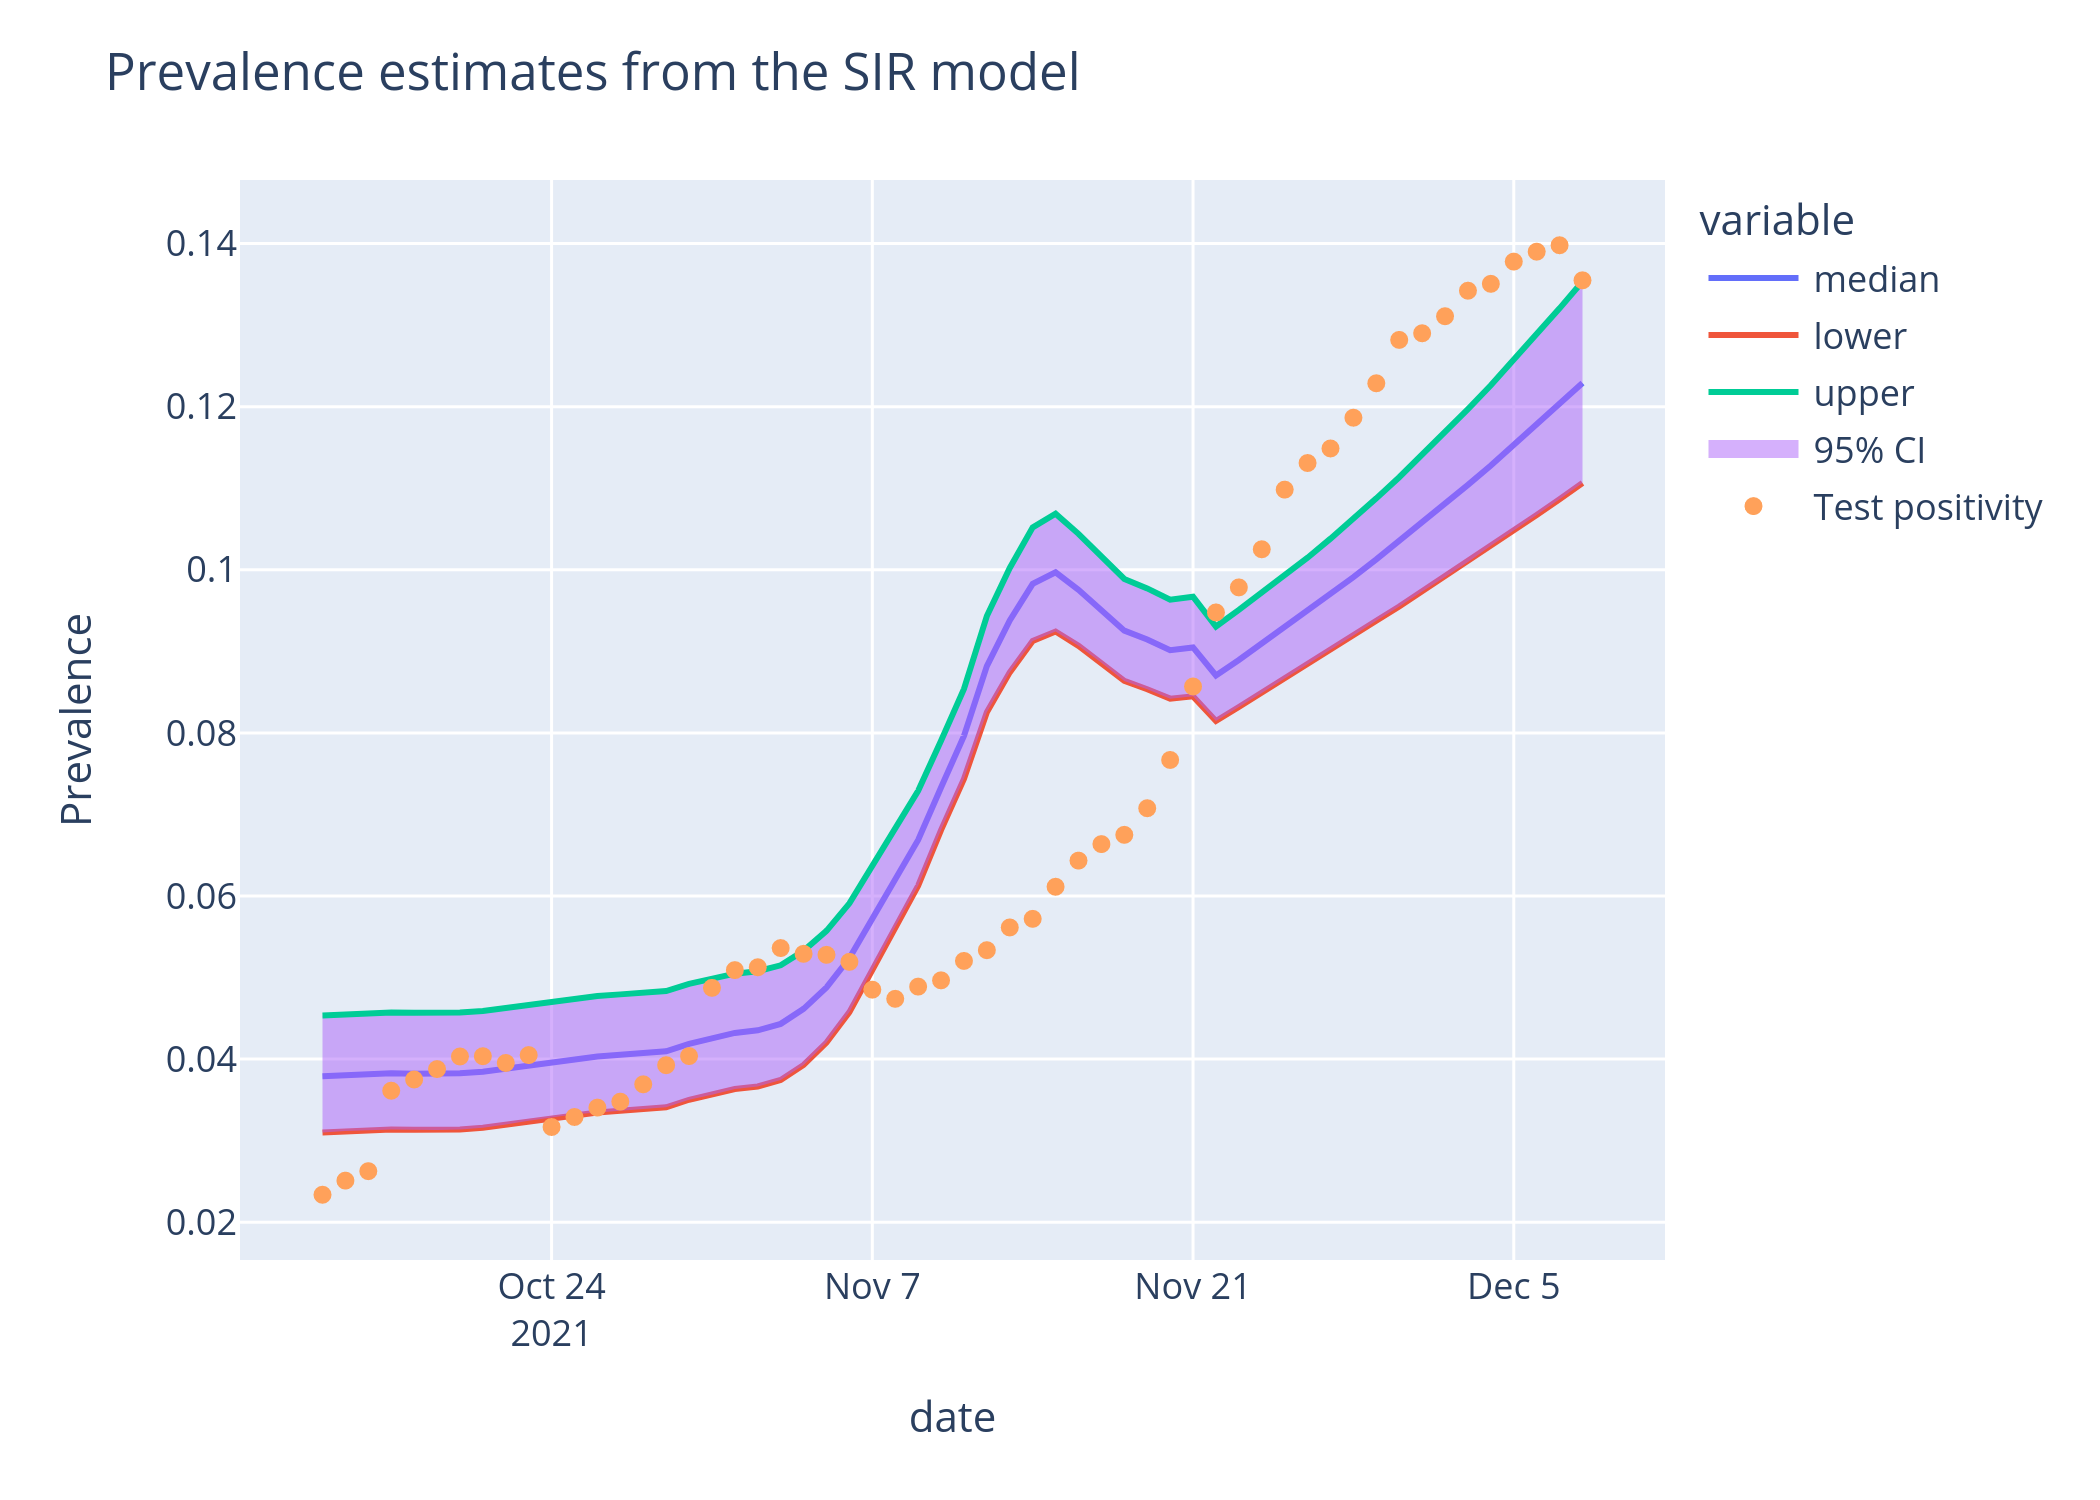 Prevalence estimates from the SIR model
variable
median
lower
upper
95% CI
Test positivity
Prevalence
0.14
0.12
0.1
0.08
0.06
0.04
0.02
Oct 24
2021
Nov 7
Nov 21
Dec 5
date